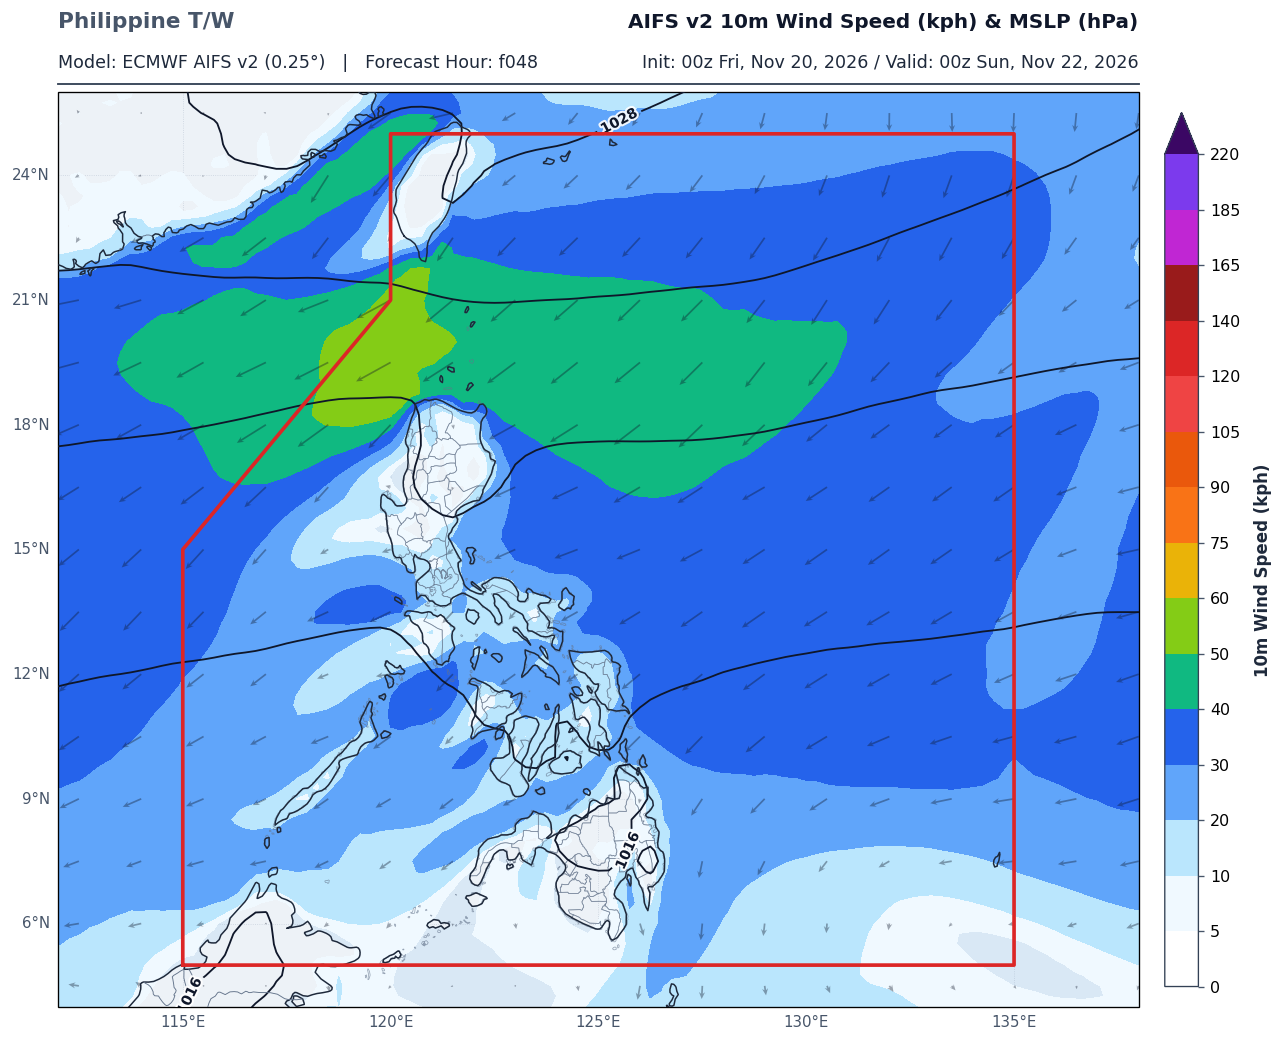 Philippine T/W
AIFS v2 10m Wind Speed (kph) & MSLP (hPa)
Model: ECMWF AIFS v2 (0.25°) | Forecast Hour: f048
Init: 00z Fri, Nov 20, 2026 / Valid: 00z Sun, Nov 22, 2026
1028
24°N
21°N
18°N
15°N
12°N
9°N
6°N
1016
1016
115°E
120°E
125°E
130°E
135°E
220
185
165
140
120
105
90
75
60
50
40
30
20
10
5
0
10m Wind Speed (kph)